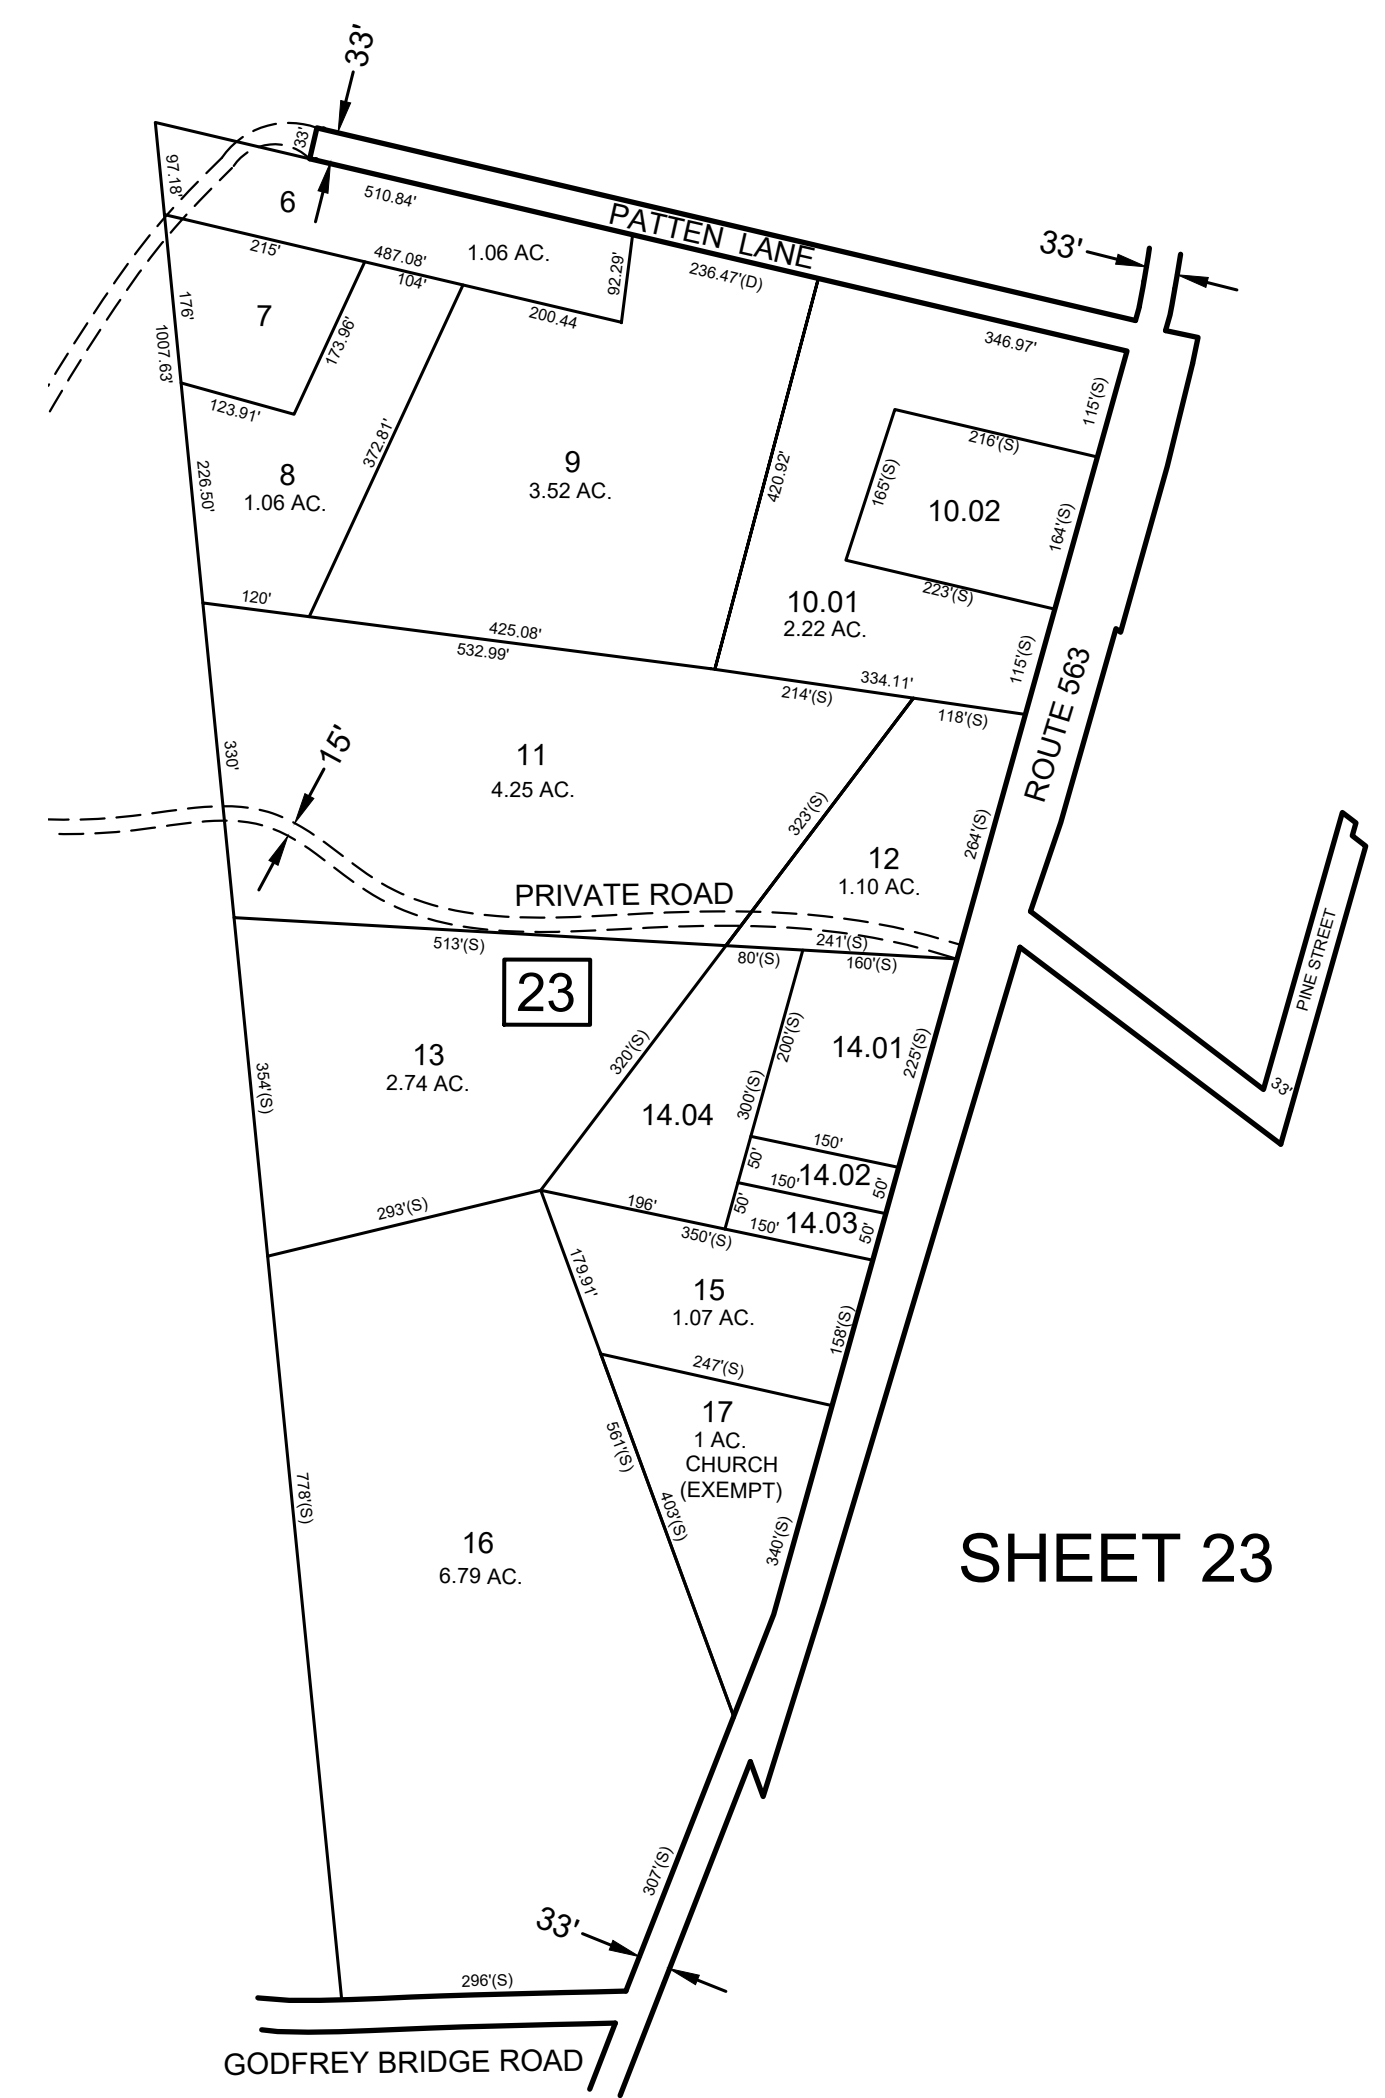 33'
33'
97.18'
6
510.84'
PATTEN LANE
33'
215'
487.08'
1.06 AC.
92.29'
236.47'(D)
104'
200.44
346.97'
176'
7
173.96'
1007.63'
115'(S)
123.91'
216'(S)
372.81'
9
3.52 AC.
420.92'
165'(S)
10.02
164'(S)
226.50'
8
1.06 AC.
223'(S)
120'
10.01
2.22 AC.
425.08'
532.99'
115'(S)
334.11'
214'(S)
118'(S)
ROUTE 563
330'
15'
11
4.25 AC.
323'(S)
264'(S)
12
1.10 AC.
PRIVATE ROAD
513'(S)
241'(S)
80'(S)
160'(S)
PINE STREET
23
33'
13
2.74 AC.
320'(S)
200'(S)
14.01
225'(S)
354'(S)
300'(S)
14.04
150'
50'
150'
14.02
50'
293'(S)
196'
50'
150'
14.03
50'
350'(S)
179.91'
15
1.07 AC.
158'(S)
247'(S)
17
1 AC.
CHURCH
(EXEMPT)
561'(S)
403'(S)
340'(S)
778'(S)
16
6.79 AC.
SHEET 23
307'(S)
33'
296'(S)
GODFREY BRIDGE ROAD